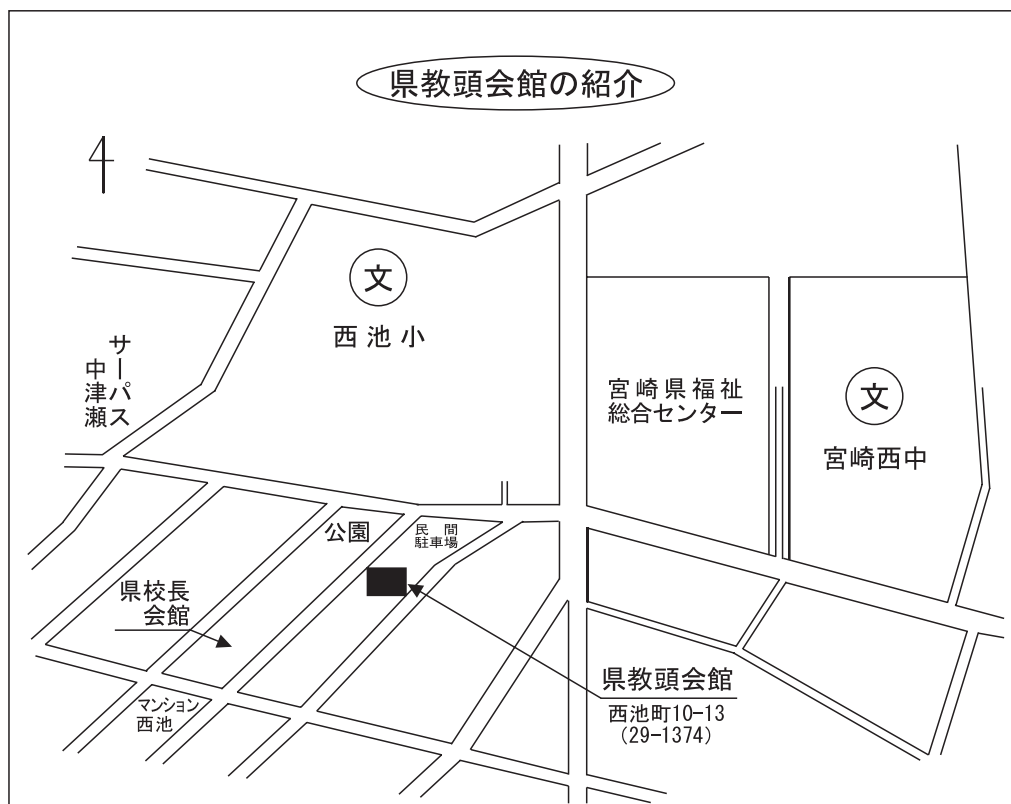 県教頭会館の紹介
4
文
西池小
サーパス
中津瀬
宮崎県福祉
総合センター
文
宮崎西中
公園
民間
駐車場
県校長
会館
マンション
西池
県教頭会館
西池町10-13
(29-1374)